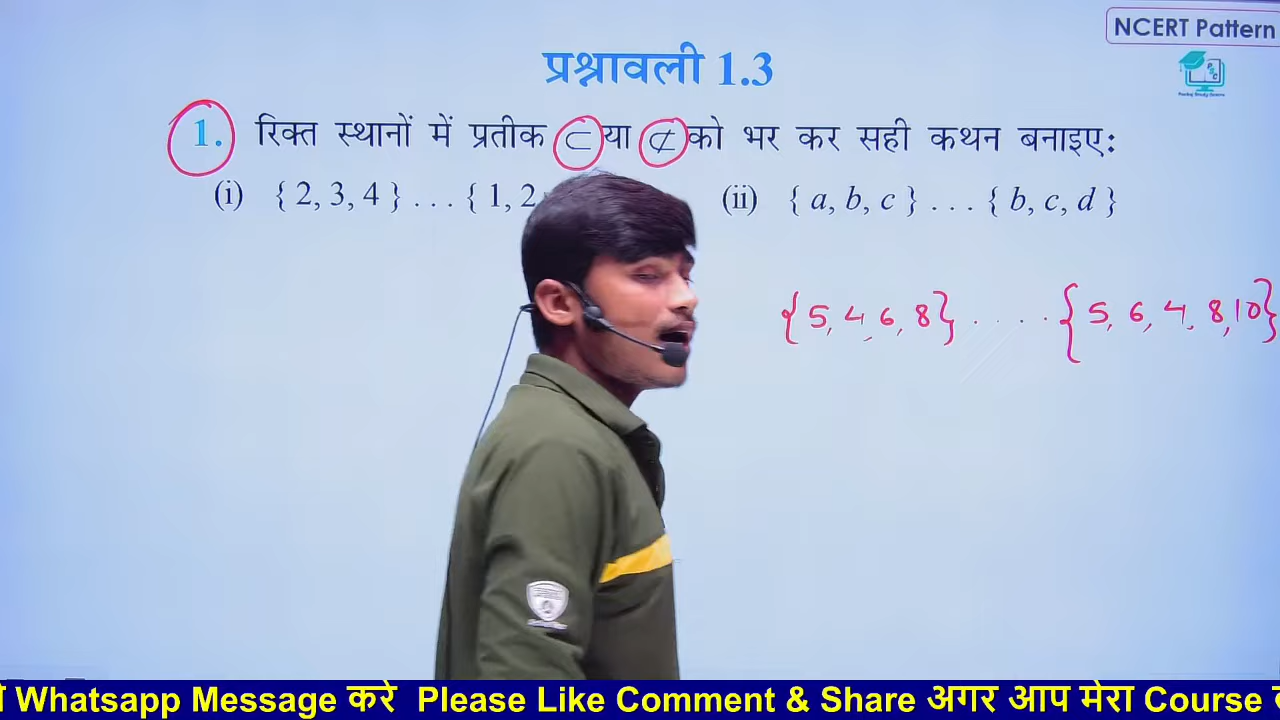 NCERT Pattern
प्रश्नावली 1.3
1. रिक्त स्थानों में प्रतीक ⊂ या ⊄ को भर कर सही कथन बनाइए:
(i) { 2, 3, 4 } . . . { 1, 2
(ii) { a, b, c } . . . { b, c, d }
{5, 4, 6, 8} . . . . {5, 6, 4, 8, 10}
Whatsapp Message करे Please Like Comment & Share अगर आप मेरा Course